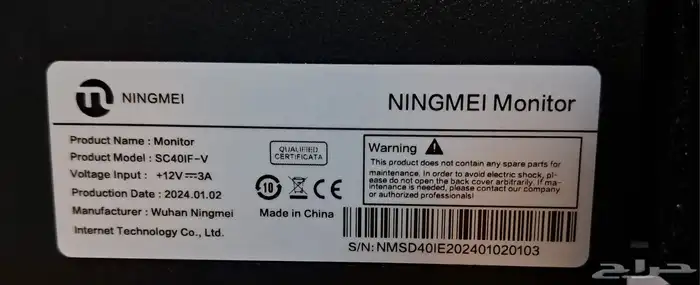 NINGMEI
NINGMEI Monitor
Product Name : Monitor
Product Model : SC40IF-V
Voltage Input : +12V⎓3A
Production Date : 2024.01.02
Manufacturer : Wuhan Ningmei
Internet Technology Co., Ltd.
QUALIFIED
CERTIFICATA
10
CE
Made in China
Warning
This product does not contain any spare parts for
maintenance. In order to avoid electric shock, pl-
ease do not open the back cover arbitrarily. If ma-
intenance is needed, please contact our company
or authorized professionals!
S/N:NMSD40IE202401020103
حراج